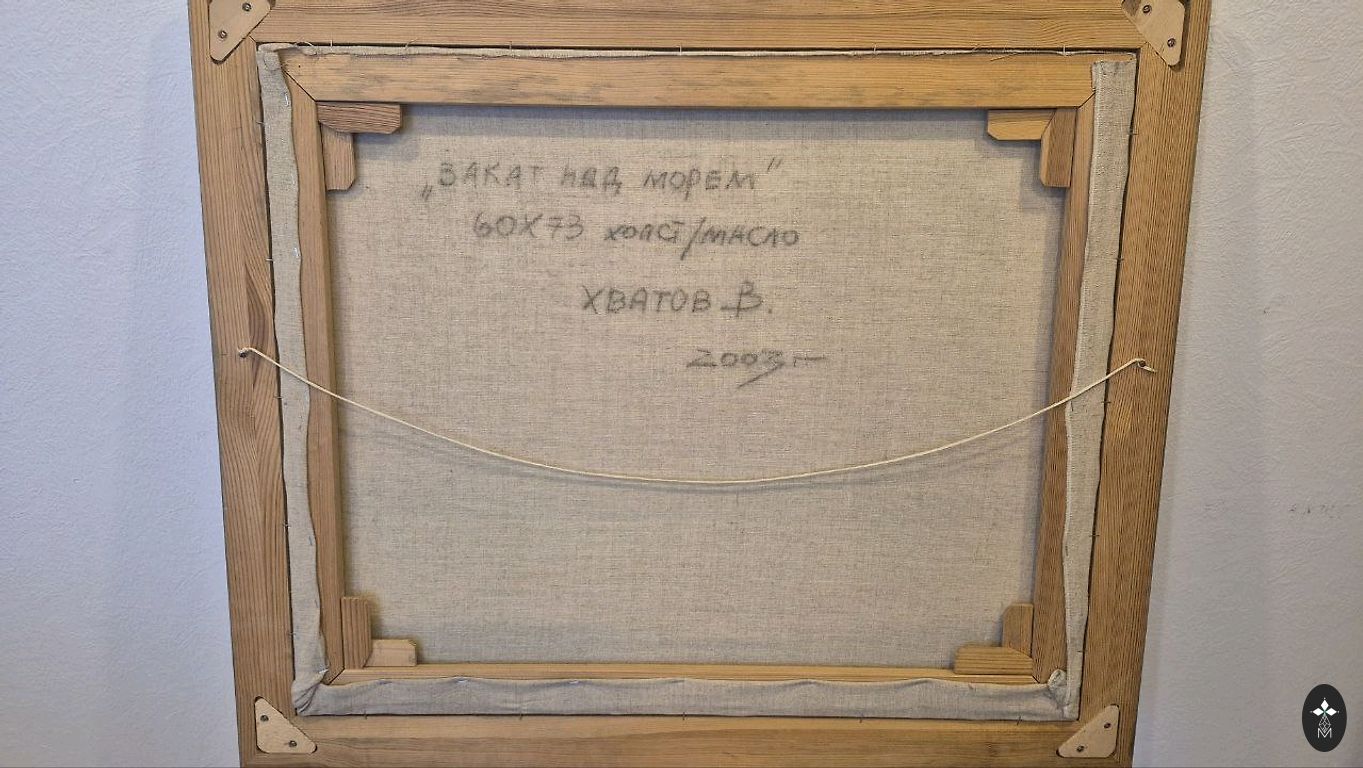 „ЗАКАТ НАД МОРЕМ"
60Х73 холст/масло
ХВАТОВ В.
2003г